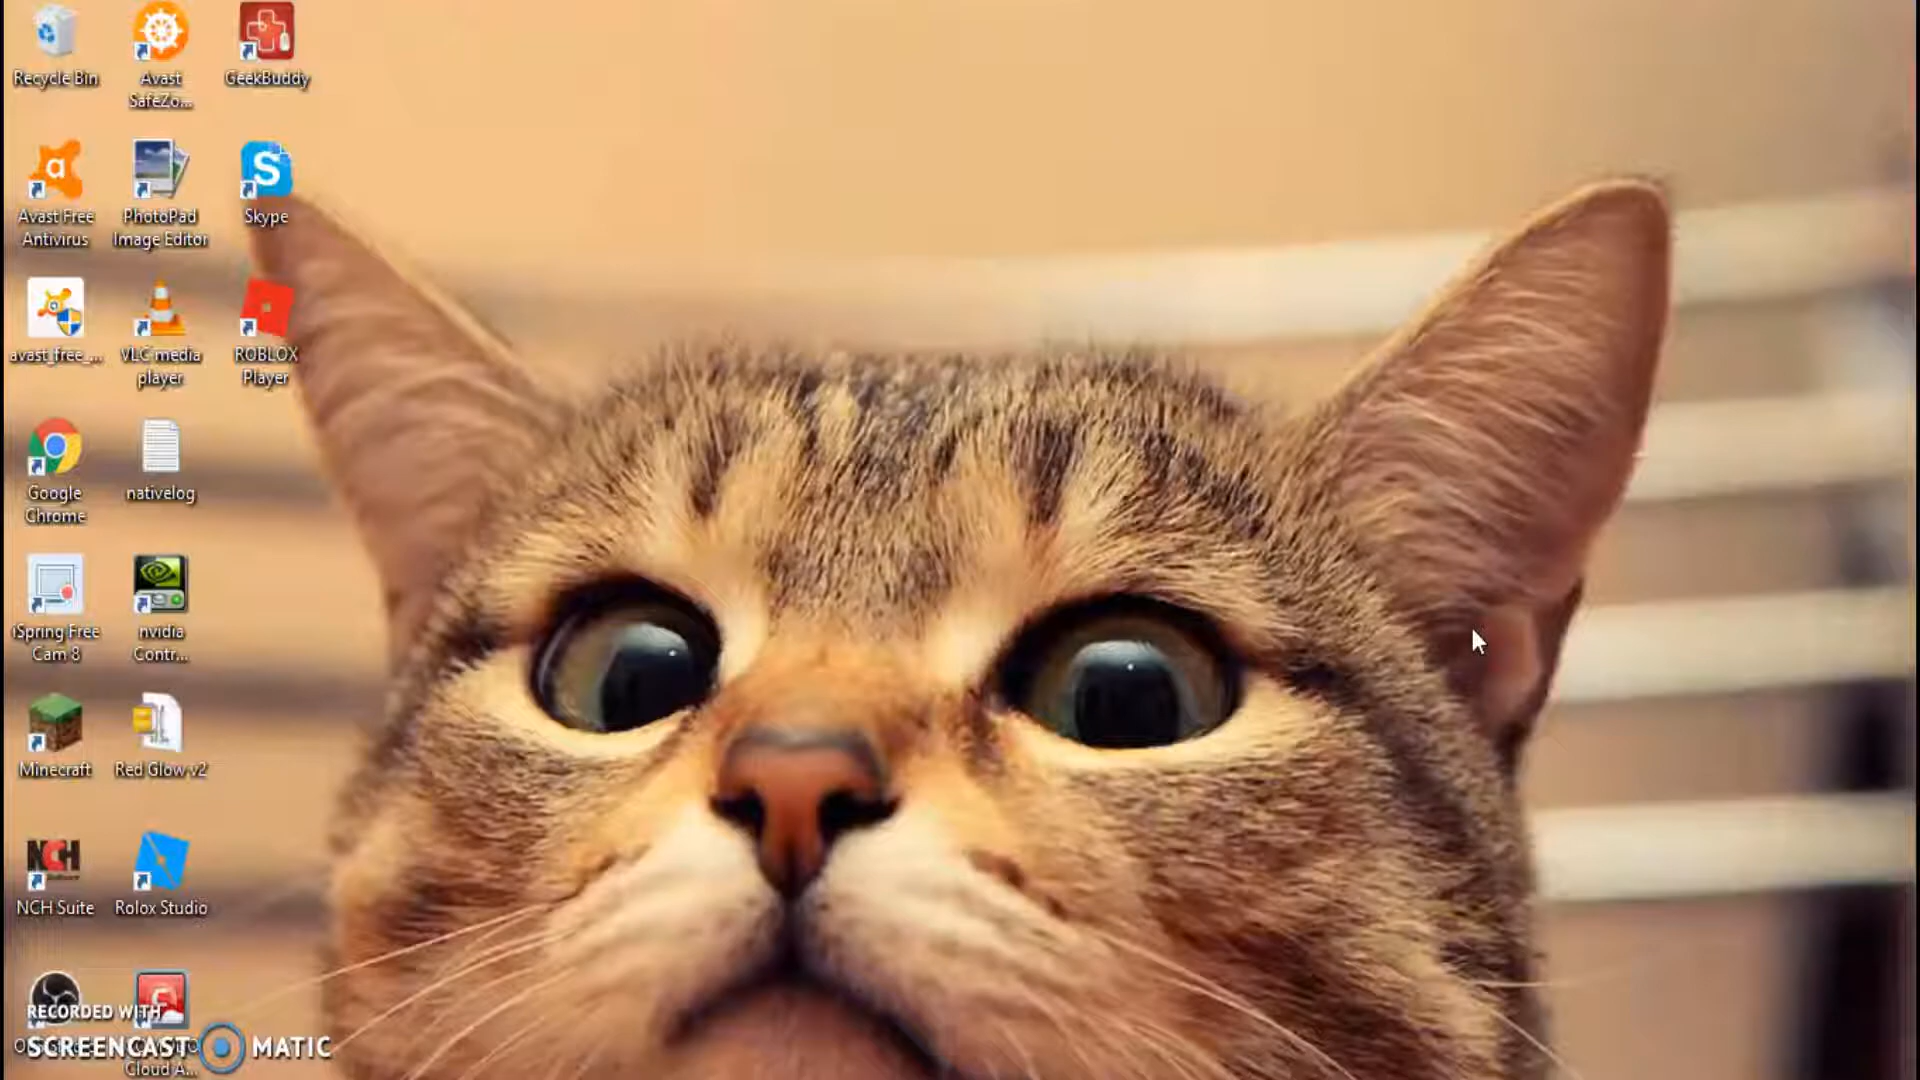 Recycle Bin
Avast
SafeZo...
GeekBuddy
Avast Free
Antivirus
PhotoPad
Image Editor
Skype
avast_free_...
VLC media
player
ROBLOX
Player
Google
Chrome
nativelog
iSpring Free
Cam 8
nvidia
Contr...
Minecraft
Red Glow v2
NCH
NCH Suite
Rolox Studio
RECORDED WITH
SCREENCAST MATIC
Cloud A...